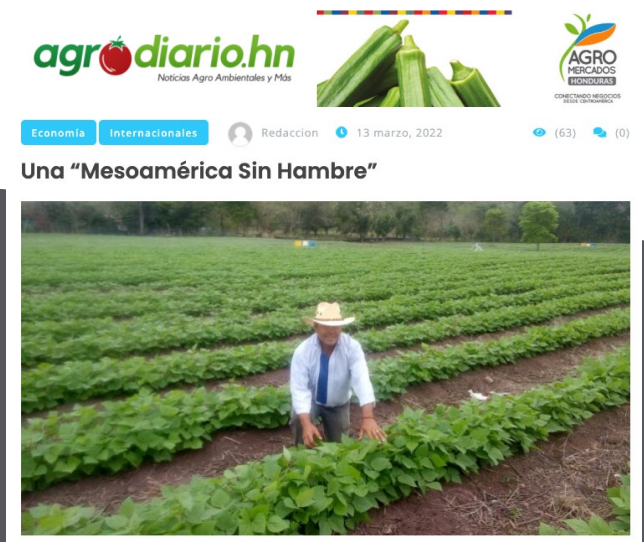 agrodiario.hn
Noticias Agro Ambientales y Más
AGRO
MERCADOS
HONDURAS
CONECTANDO NEGOCIOS
DESDE CENTROAMÉRICA
Economía
Internacionales
Redaccion
13 marzo, 2022
(63)
(0)
Una “Mesoamérica Sin Hambre”